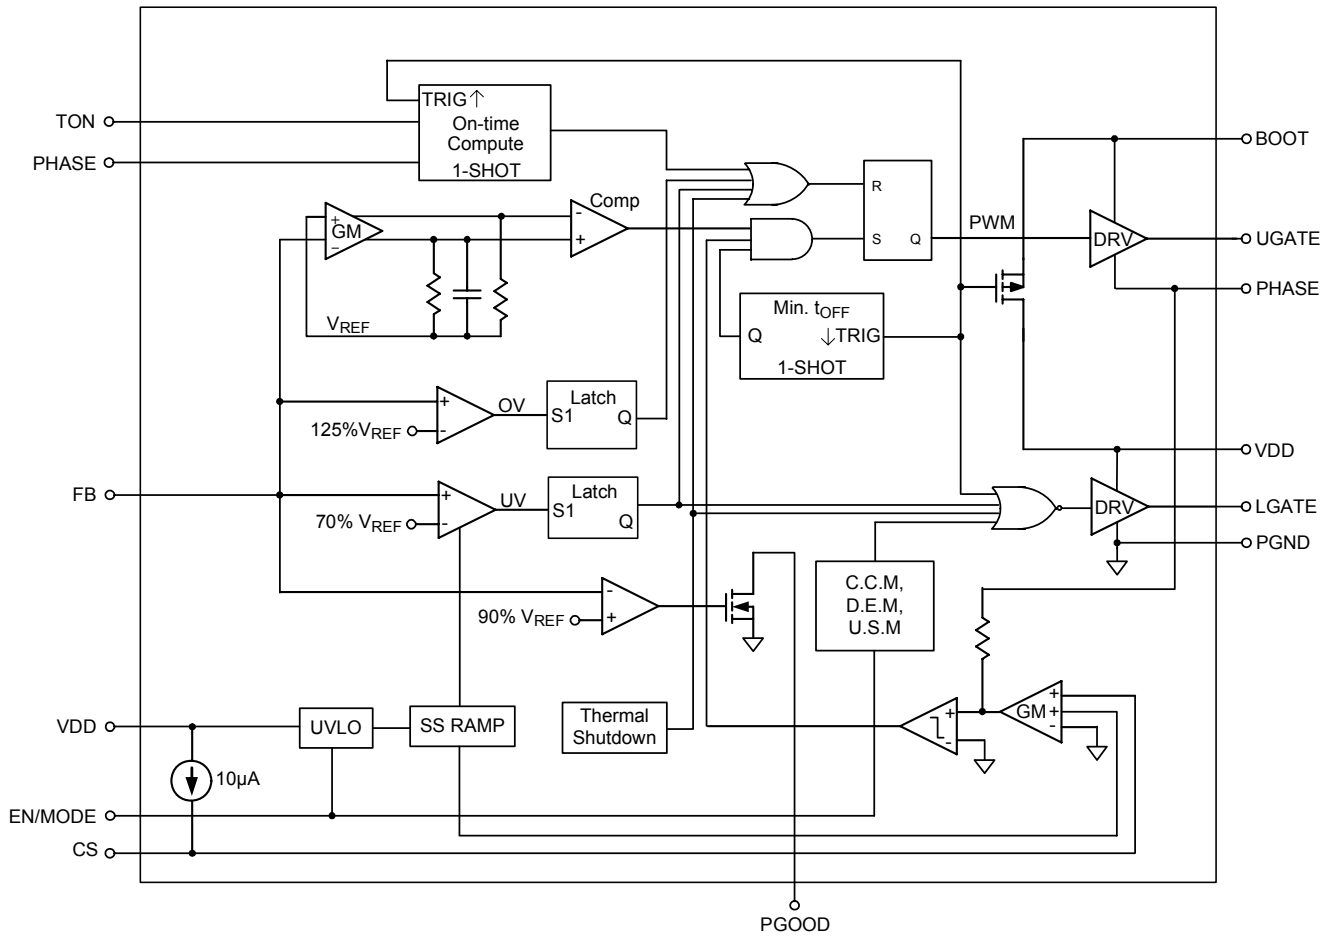 TRIG↑
On-time
Compute
1-SHOT
TON
PHASE
BOOT
Comp
-
+
R
S
Q
+
GM
-
VREF
PWM
DRV
UGATE
PHASE
Min. tOFF
Q
↓TRIG
1-SHOT
+
-
OV
125%VREF
Latch
S1
Q
VDD
FB
+
-
UV
70% VREF
Latch
S1
Q
DRV
LGATE
PGND
-
+
90% VREF
C.C.M,
D.E.M,
U.S.M
VDD
UVLO
SS RAMP
Thermal
Shutdown
+
-
GM
+
+
-
10µA
EN/MODE
CS
PGOOD